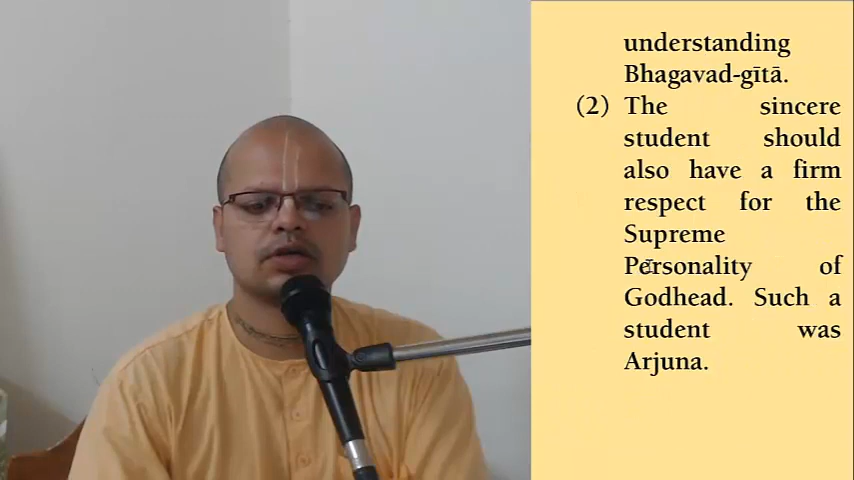 understanding
Bhagavad-gītā.
(2) The sincere
student should
also have a firm
respect for the
Supreme
Personality of
Godhead. Such a
student was
Arjuna.